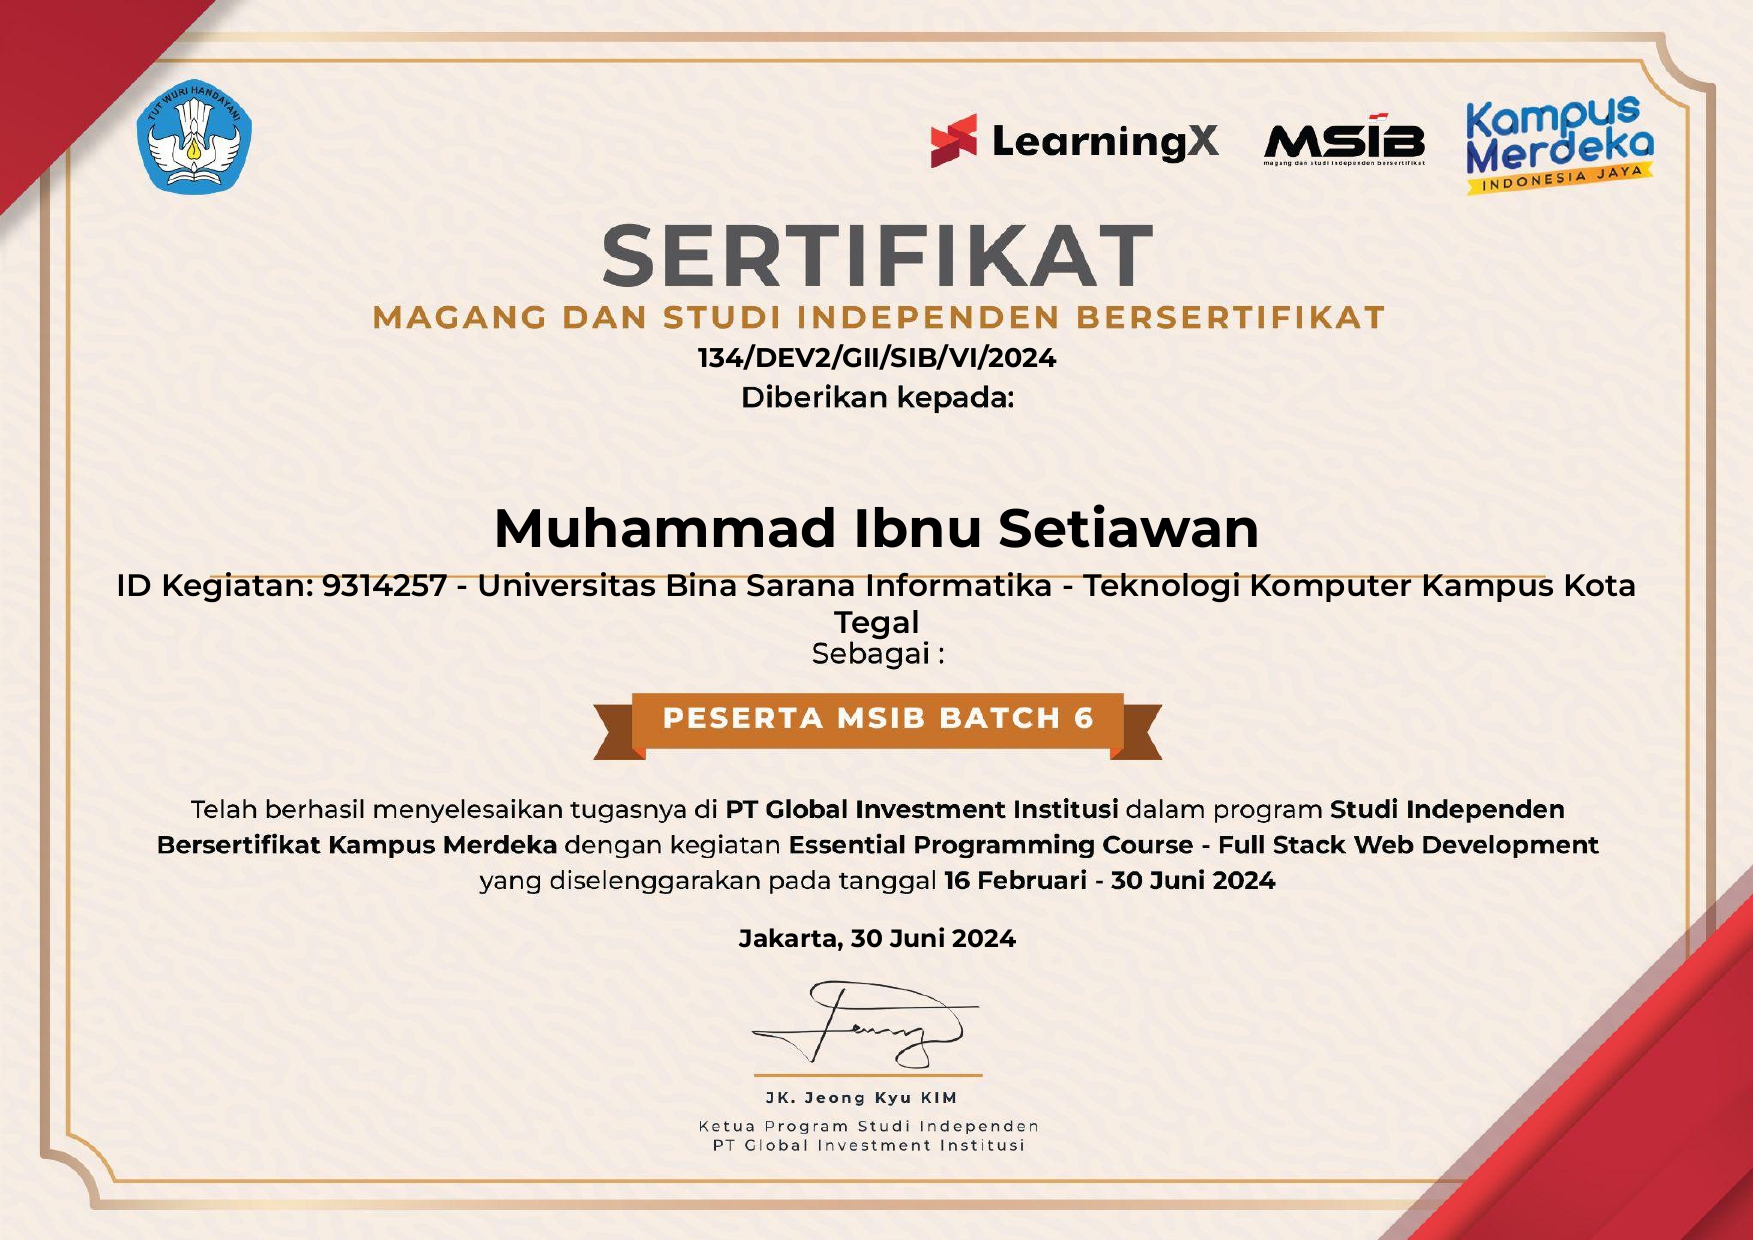 TUT WURI HANDAYANI
LearningX
MSIB
magang dan studi independen bersertifikat
Kampus
Merdeka
INDONESIA JAYA
SERTIFIKAT
MAGANG DAN STUDI INDEPENDEN BERSERTIFIKAT
134/DEV2/GII/SIB/VI/2024
Diberikan kepada:
Muhammad Ibnu Setiawan
ID Kegiatan: 9314257 - Universitas Bina Sarana Informatika - Teknologi Komputer Kampus Kota
Tegal
Sebagai :
PESERTA MSIB BATCH 6
Telah berhasil menyelesaikan tugasnya di PT Global Investment Institusi dalam program Studi Independen
Bersertifikat Kampus Merdeka dengan kegiatan Essential Programming Course - Full Stack Web Development
yang diselenggarakan pada tanggal 16 Februari - 30 Juni 2024
Jakarta, 30 Juni 2024
JK. Jeong Kyu KIM
Ketua Program Studi Independen
PT Global Investment Institusi